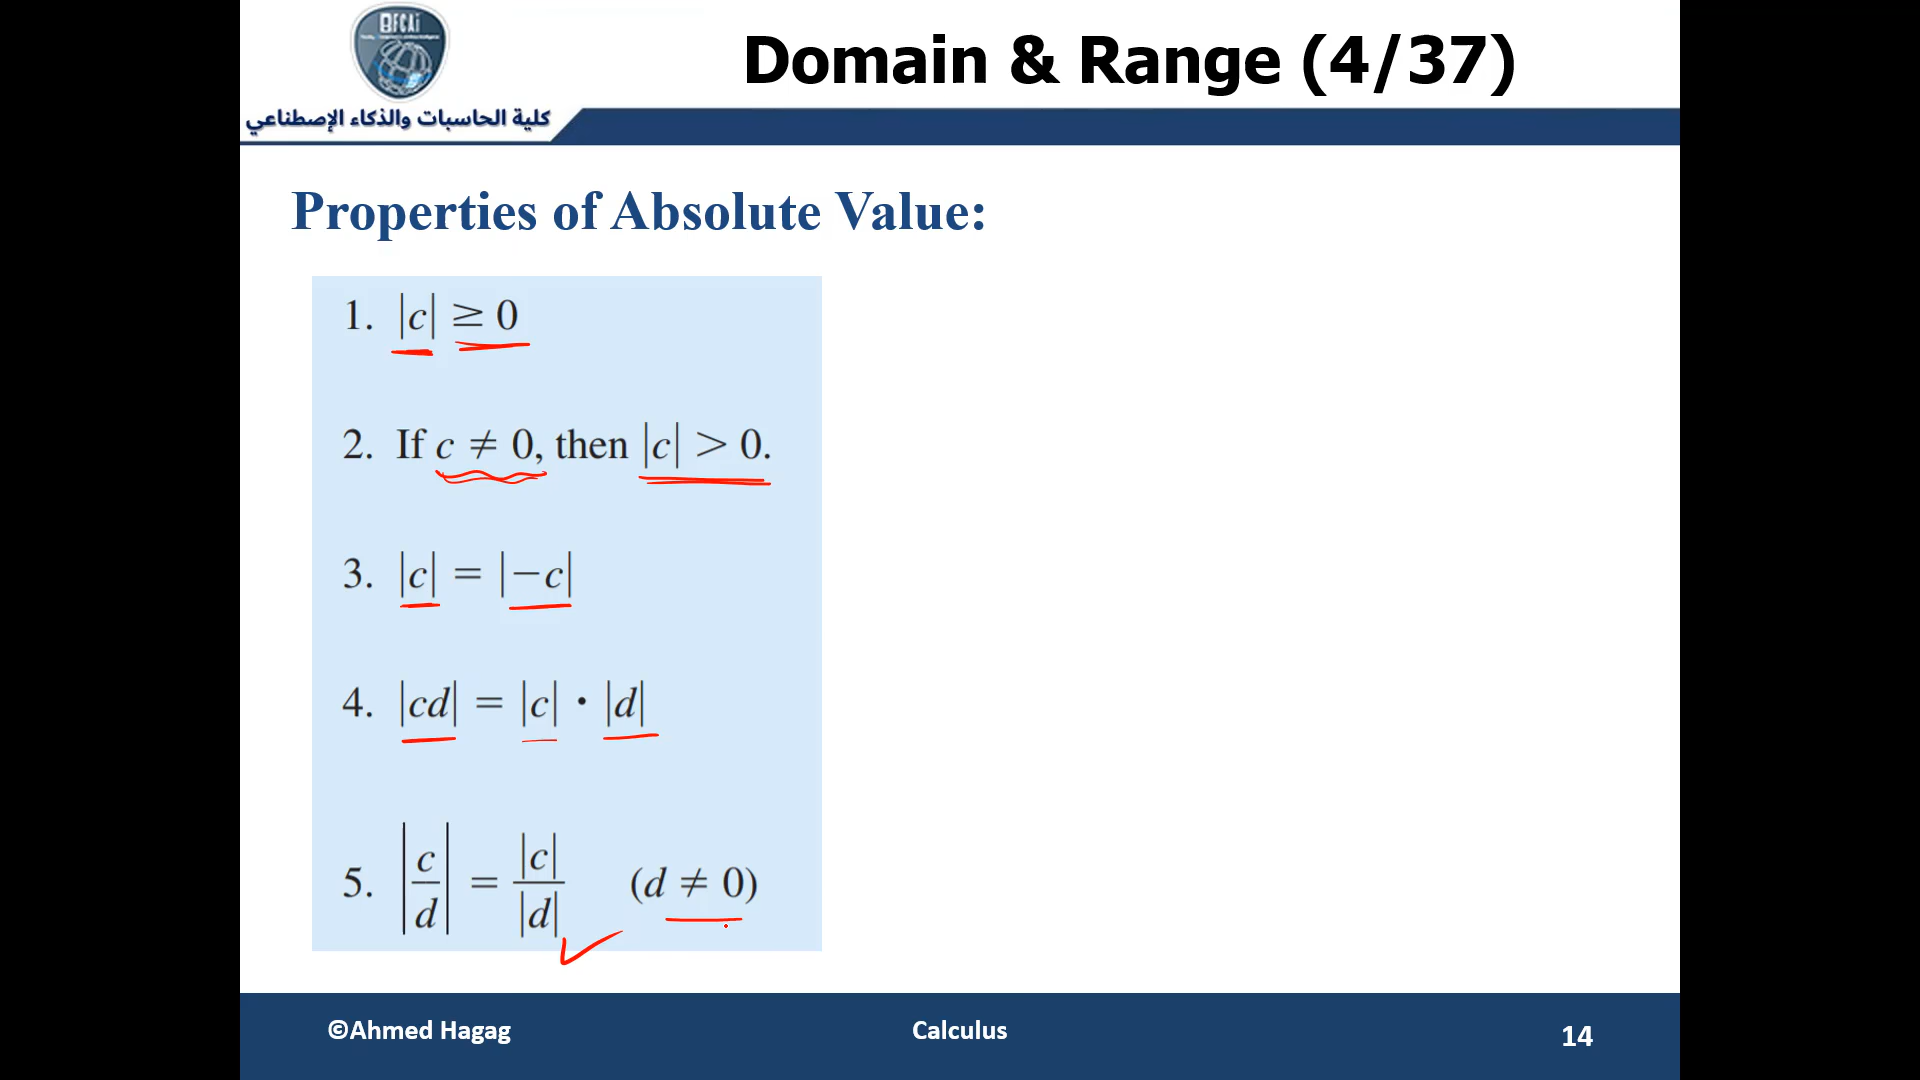 BFCAi
Domain & Range (4/37)
كلية الحاسبات والذكاء الإصطناعي
Properties of Absolute Value:
1. |c| ≥ 0
2. If c ≠ 0, then |c| > 0.
3. |c| = |−c|
4. |cd| = |c| · |d|
5. |c/d| = |c|/|d| (d ≠ 0)
©Ahmed Hagag
Calculus
14